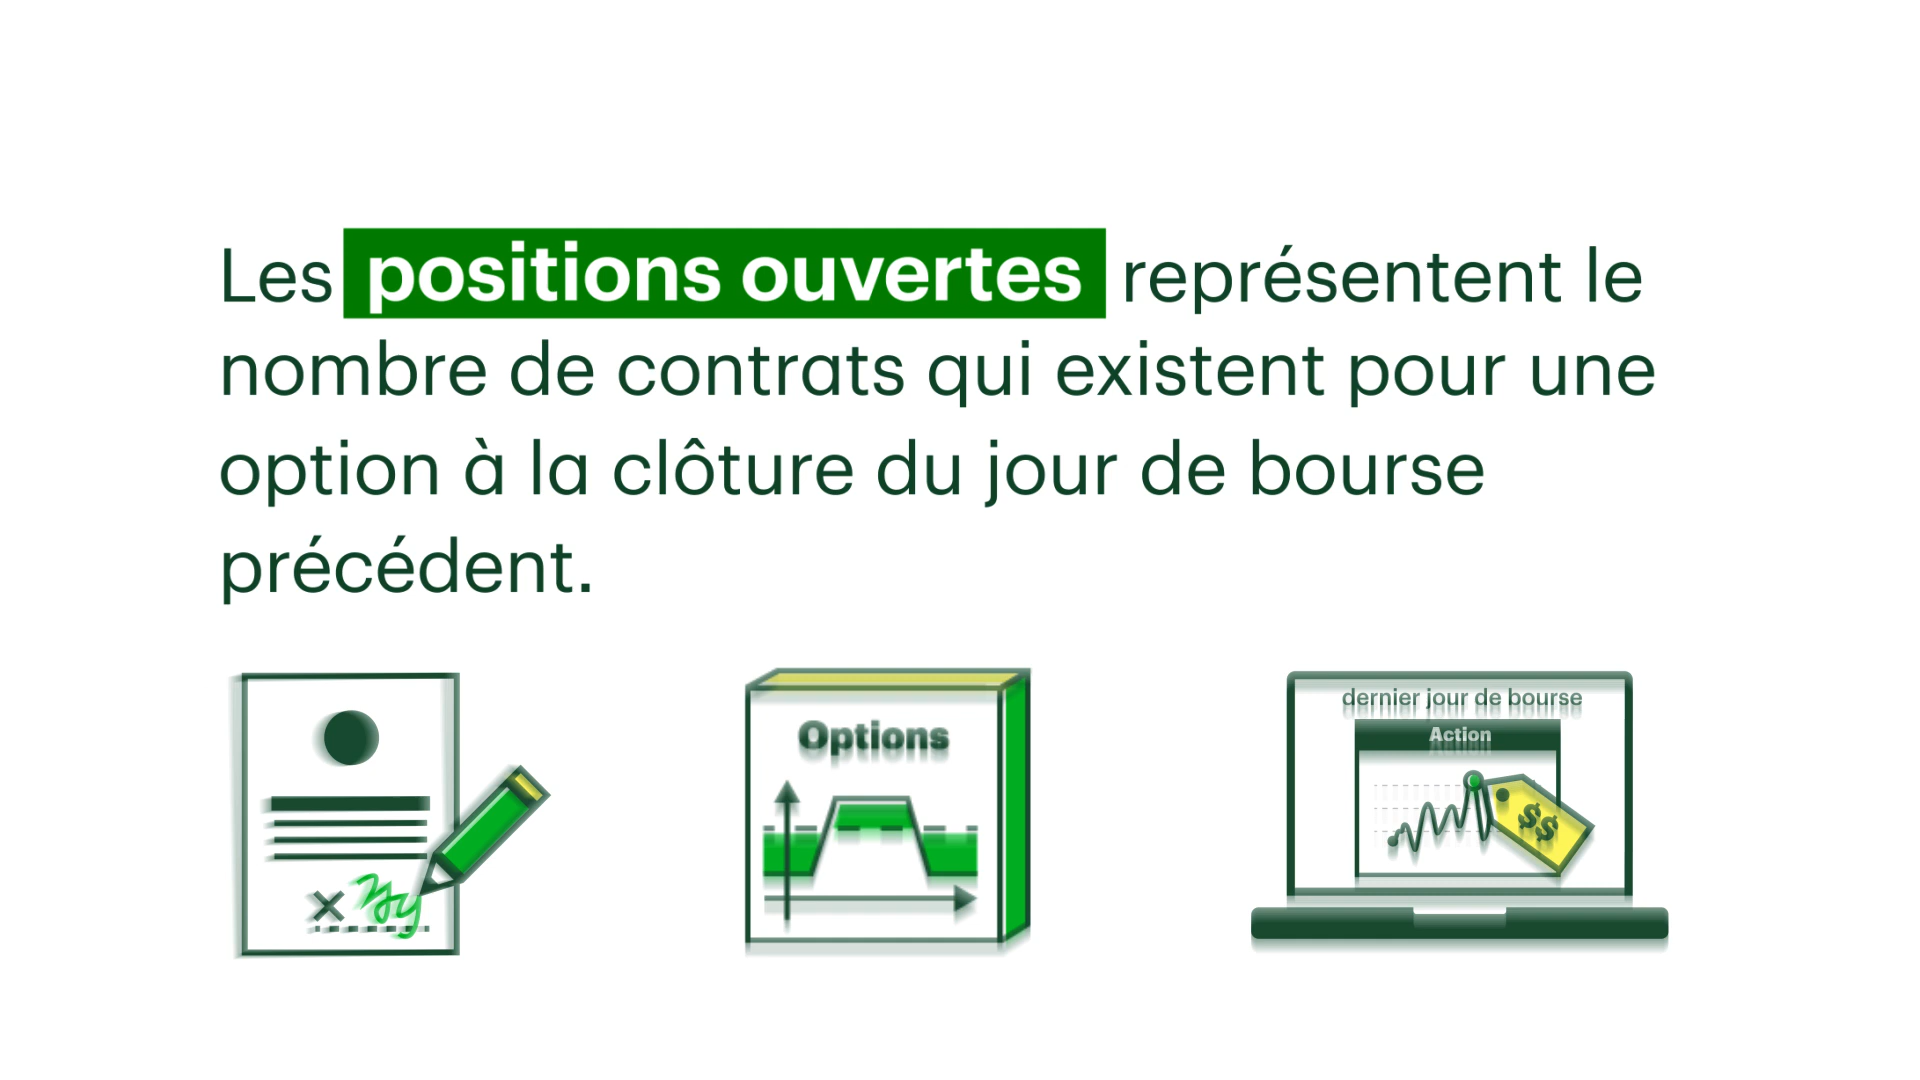 Les positions ouvertes représentent le
nombre de contrats qui existent pour une
option à la clôture du jour de bourse
précédent.
Options
dernier jour de bourse
Action
$$